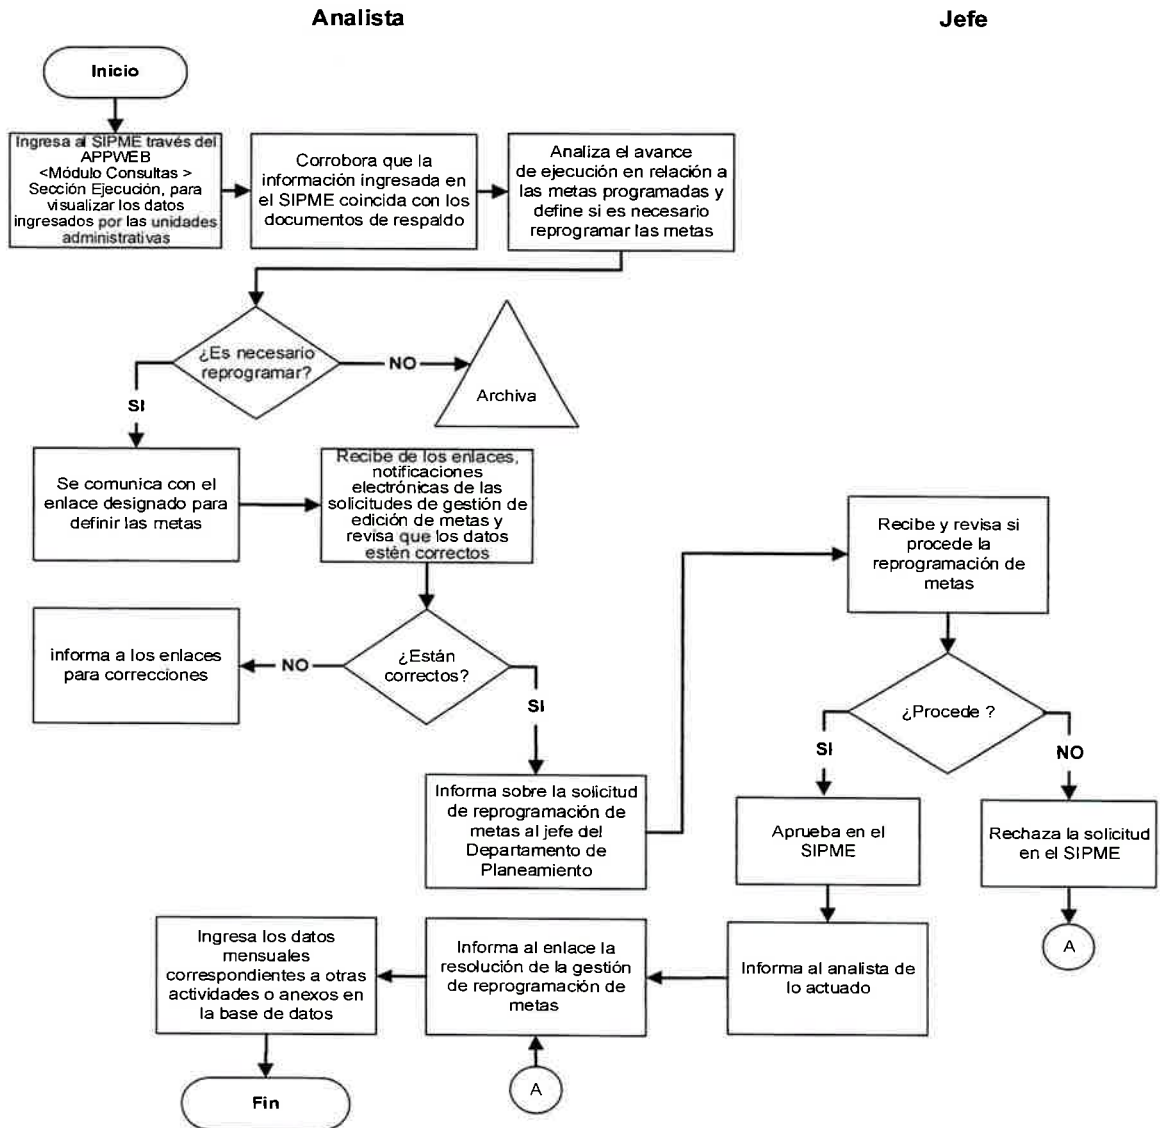 Analista
Jefe
Inicio
Ingresa al SIPME través del
APPWEB
<Módulo Consultas >
Sección Ejecución, para
visualizar los datos
ingresados por las unidades
administrativas
Corrobora que la
información ingresada en
el SIPME coincida con los
documentos de respaldo
Analiza el avance
de ejecución en relación a
las metas programadas y
define si es necesario
reprogramar las metas
¿Es necesario
reprogramar?
NO
Archiva
SI
Se comunica con el
enlace designado para
definir las metas
Recibe de los enlaces,
notificaciones
electrónicas de las
solicitudes de gestión de
edición de metas y
revisa que los datos
estén correctos
Recibe y revisa si
procede la
reprogramación de
metas
informa a los enlaces
para correcciones
NO
¿Están
correctos?
SI
¿Procede ?
SI
NO
Informa sobre la solicitud
de reprogramación de
metas al jefe del
Departamento de
Planeamiento
Aprueba en el
SIPME
Rechaza la solicitud
en el SIPME
A
Ingresa los datos
mensuales
correspondientes a otras
actividades o anexos en
la base de datos
Informa al enlace la
resolución de la gestión
de reprogramación de
metas
Informa al analista de
lo actuado
A
Fin